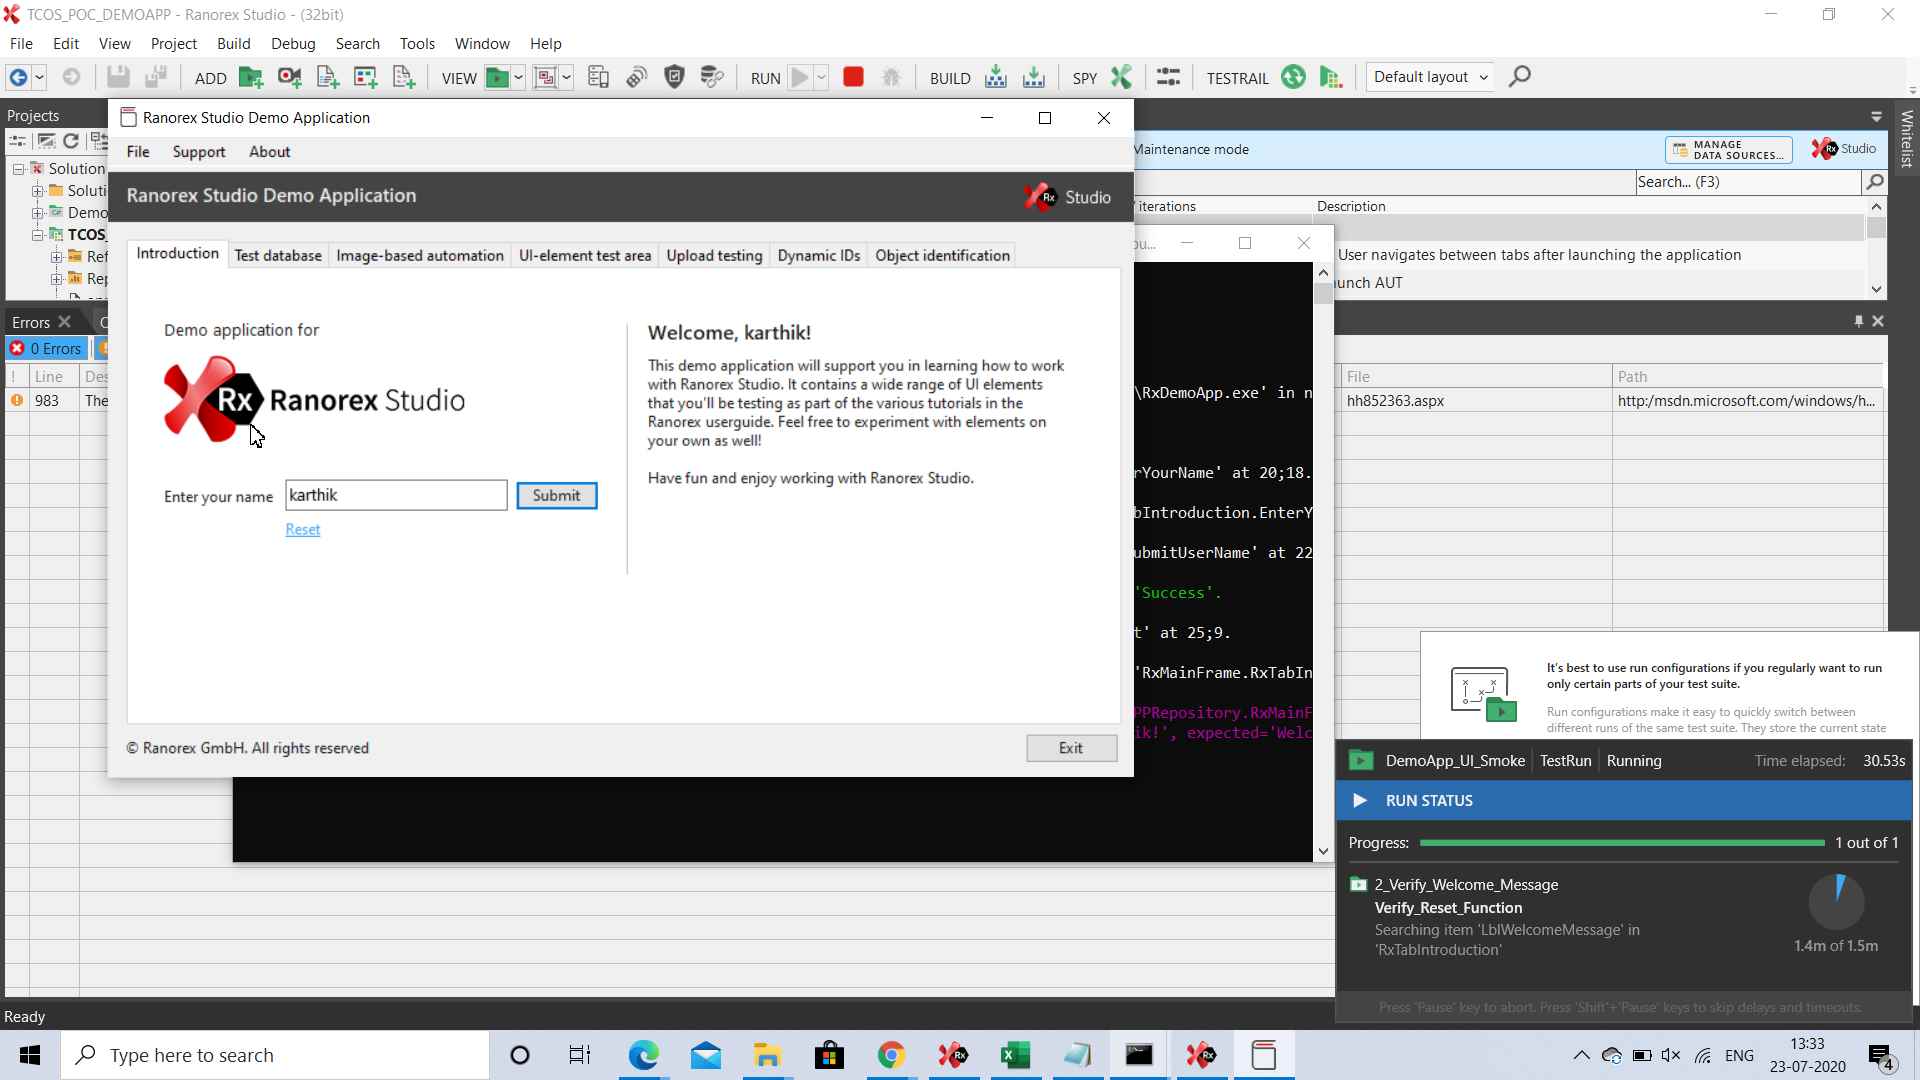 TCOS_POC_DEMOAPP - Ranorex Studio - (32bit)
File Edit View Project Build Debug Search Tools Window Help
ADD VIEW RUN BUILD SPY TESTRAIL Default layout
Projects
Whitelist
Ranorex Studio Demo Application
Maintenance mode
MANAGE
DATA SOURCES...
Rx Studio
File Support About
Solution
Search... (F3)
Ranorex Studio Demo Application
Rx Studio
iterations
Description
Demo
TCOS_
User navigates between tabs after launching the application
AUT
Introduction Test database Image-based automation UI-element test area Upload testing Dynamic IDs Object identification
Errors
0 Errors
! Line
File Path
983 The
hh852363.aspx
http:/msdn.microsoft.com/windows/h...
Demo application for
Rx Ranorex Studio
Enter your name karthik Submit
Reset
Welcome, karthik!
This demo application will support you in learning how to work
with Ranorex Studio. It contains a wide range of UI elements
that you'll be testing as part of the various tutorials in the
Ranorex userguide. Feel free to experiment with elements on
your own as well!
Have fun and enjoy working with Ranorex Studio.
© Ranorex GmbH. All rights reserved
Exit
\RxDemoApp.exe' in n
rYourName' at 20;18.
bIntroduction.EnterY
ubmitUserName' at 22
'Success'.
t' at 25;9.
'RxMainFrame.RxTabIn
PPRepository.RxMainF
ik!', expected='Welc
It's best to use run configurations if you regularly want to run
only certain parts of your test suite.
Run configurations make it easy to quickly switch between
different runs of the same test suite. They store the current state
DemoApp_UI_Smoke TestRun Running Time elapsed: 30.53s
RUN STATUS
Progress: 1 out of 1
2_Verify_Welcome_Message
Verify_Reset_Function
Searching item 'LblWelcomeMessage' in
'RxTabIntroduction'
1.4m of 1.5m
Press 'Pause' key to abort. Press 'Shift'+'Pause' keys to skip delays and timeouts.
Ready
Type here to search
ENG
13:33
23-07-2020
4